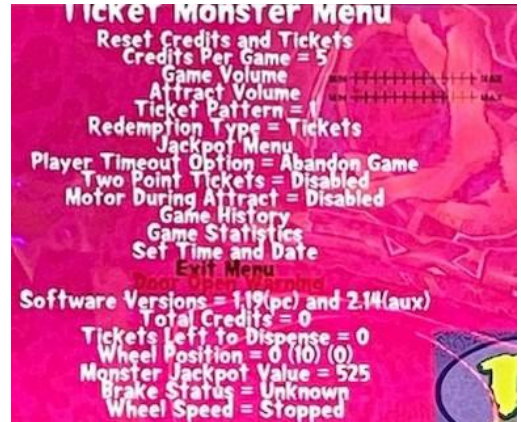 Ticket Monster Menu
Reset Credits and Tickets
Credits Per Game = 5
Game Volume MIN MAX
Attract Volume MIN MAX
Ticket Pattern = 1
Redemption Type = Tickets
Jackpot Menu
Player Timeout Option = Abandon Game
Two Point Tickets = Disabled
Motor During Attract = Disabled
Game History
Game Statistics
Set Time and Date
Exit Menu
Door Open Warning
Software Versions = 1.19(pc) and 2.14(aux)
Total Credits = 0
Tickets Left to Dispense = 0
Wheel Position = 0 (10) (0)
Monster Jackpot Value = 525
Brake Status = Unknown
Wheel Speed = Stopped